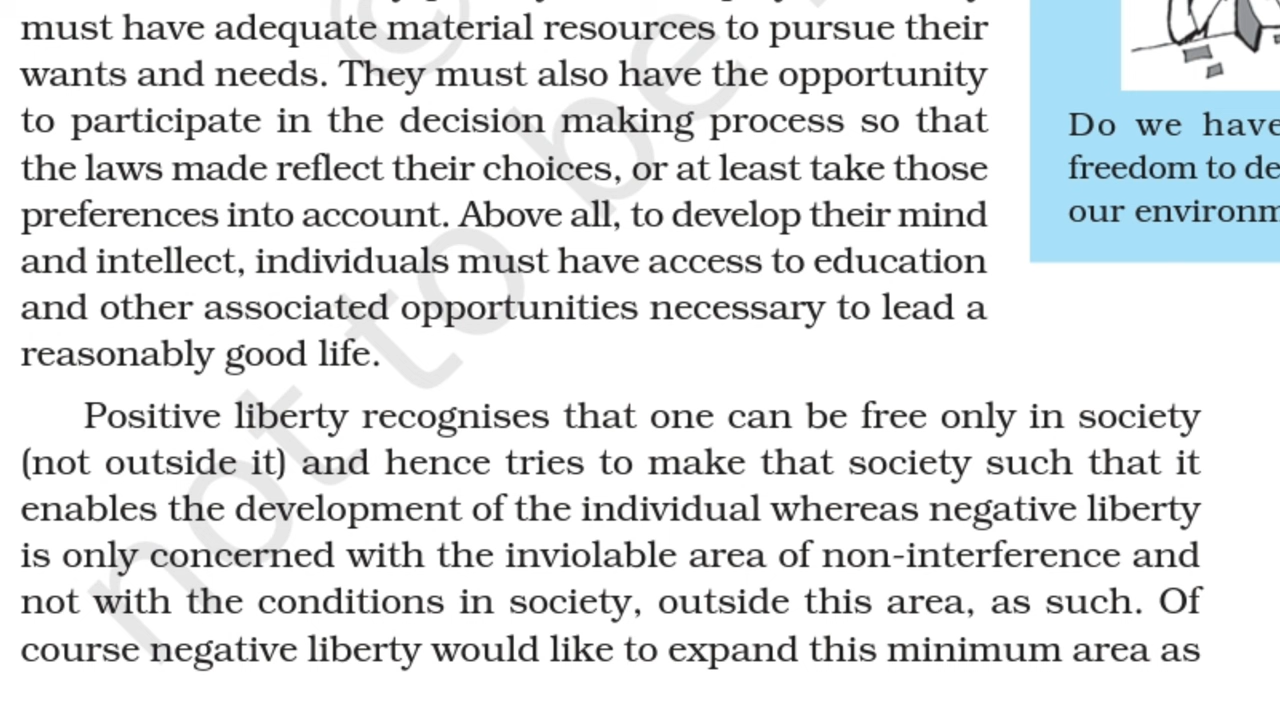 must have adequate material resources to pursue their
wants and needs. They must also have the opportunity
to participate in the decision making process so that
the laws made reflect their choices, or at least take those
preferences into account. Above all, to develop their mind
and intellect, individuals must have access to education
and other associated opportunities necessary to lead a
reasonably good life.
Do we have
freedom to de
our environm
Positive liberty recognises that one can be free only in society
(not outside it) and hence tries to make that society such that it
enables the development of the individual whereas negative liberty
is only concerned with the inviolable area of non-interference and
not with the conditions in society, outside this area, as such. Of
course negative liberty would like to expand this minimum area as
© not to be